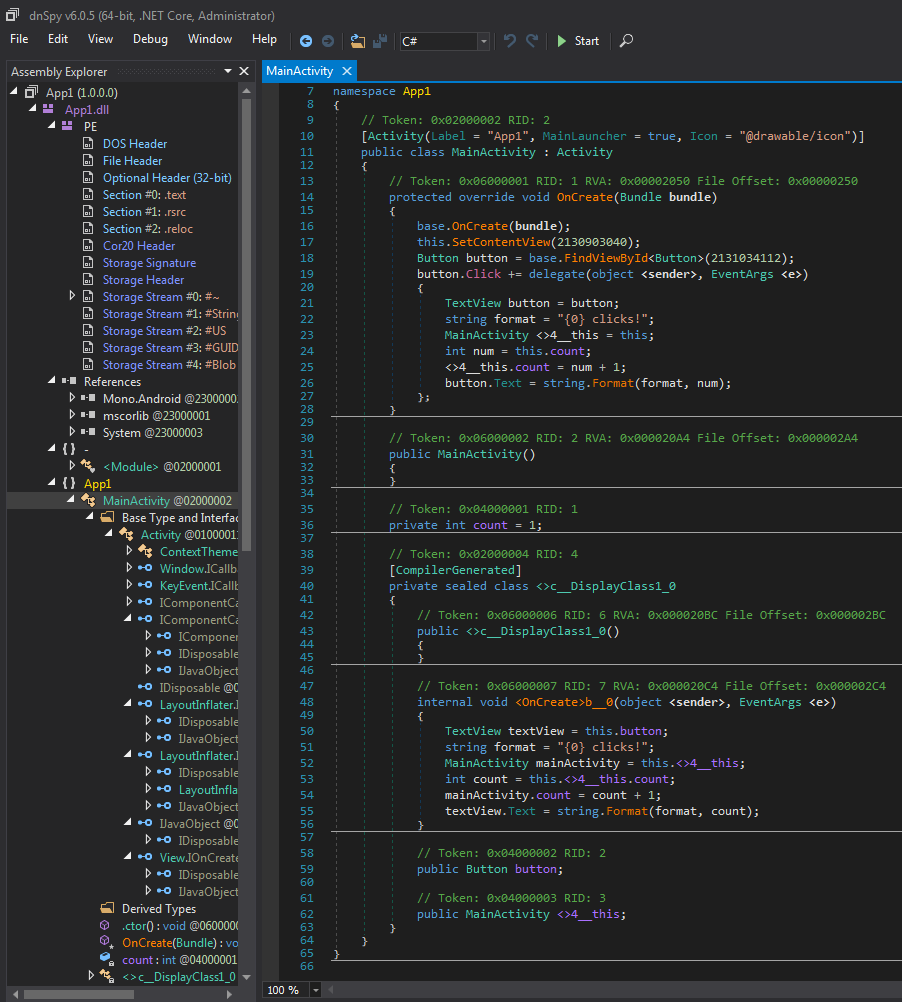 dnSpy v6.0.5 (64-bit, .NET Core, Administrator)
File Edit View Debug Window Help C# Start
Assembly Explorer
App1 (1.0.0.0)
App1.dll
PE
DOS Header
File Header
Optional Header (32-bit)
Section #0: .text
Section #1: .rsrc
Section #2: .reloc
Cor20 Header
Storage Signature
Storage Header
Storage Stream #0: #~
Storage Stream #1: #String
Storage Stream #2: #US
Storage Stream #3: #GUID
Storage Stream #4: #Blob
References
Mono.Android @23000002
mscorlib @23000001
System @23000003
-
<Module> @02000001
App1
MainActivity @02000002
Base Type and Interfac
Activity @0100001
ContextTheme
Window.ICallb
KeyEvent.ICallb
IComponentCa
IComponentCa
IComponen
IDisposable
IJavaObject
IDisposable @0
LayoutInflater.I
IDisposable
IJavaObject
LayoutInflater.I
IDisposable
LayoutInfla
IJavaObject
IJavaObject @0
IDisposable
View.IOnCreate
IDisposable
IJavaObject
Derived Types
.ctor() : void @0600000
OnCreate(Bundle) : vo
count : int @04000001
<>c__DisplayClass1_0
MainActivity
7 namespace App1
8 {
9 // Token: 0x02000002 RID: 2
10 [Activity(Label = "App1", MainLauncher = true, Icon = "@drawable/icon")]
11 public class MainActivity : Activity
12 {
13 // Token: 0x06000001 RID: 1 RVA: 0x00002050 File Offset: 0x00000250
14 protected override void OnCreate(Bundle bundle)
15 {
16 base.OnCreate(bundle);
17 this.SetContentView(2130903040);
18 Button button = base.FindViewById<Button>(2131034112);
19 button.Click += delegate(object <sender>, EventArgs <e>)
20 {
21 TextView button = button;
22 string format = "{0} clicks!";
23 MainActivity <>4__this = this;
24 int num = this.count;
25 <>4__this.count = num + 1;
26 button.Text = string.Format(format, num);
27 };
28 }
29
30 // Token: 0x06000002 RID: 2 RVA: 0x000020A4 File Offset: 0x000002A4
31 public MainActivity()
32 {
33 }
34
35 // Token: 0x04000001 RID: 1
36 private int count = 1;
37
38 // Token: 0x02000004 RID: 4
39 [CompilerGenerated]
40 private sealed class <>c__DisplayClass1_0
41 {
42 // Token: 0x06000006 RID: 6 RVA: 0x000020BC File Offset: 0x000002BC
43 public <>c__DisplayClass1_0()
44 {
45 }
46
47 // Token: 0x06000007 RID: 7 RVA: 0x000020C4 File Offset: 0x000002C4
48 internal void <OnCreate>b__0(object <sender>, EventArgs <e>)
49 {
50 TextView textView = this.button;
51 string format = "{0} clicks!";
52 MainActivity mainActivity = this.<>4__this;
53 int count = this.<>4__this.count;
54 mainActivity.count = count + 1;
55 textView.Text = string.Format(format, count);
56 }
57
58 // Token: 0x04000002 RID: 2
59 public Button button;
60
61 // Token: 0x04000003 RID: 3
62 public MainActivity <>4__this;
63 }
64 }
65 }
66
100 %